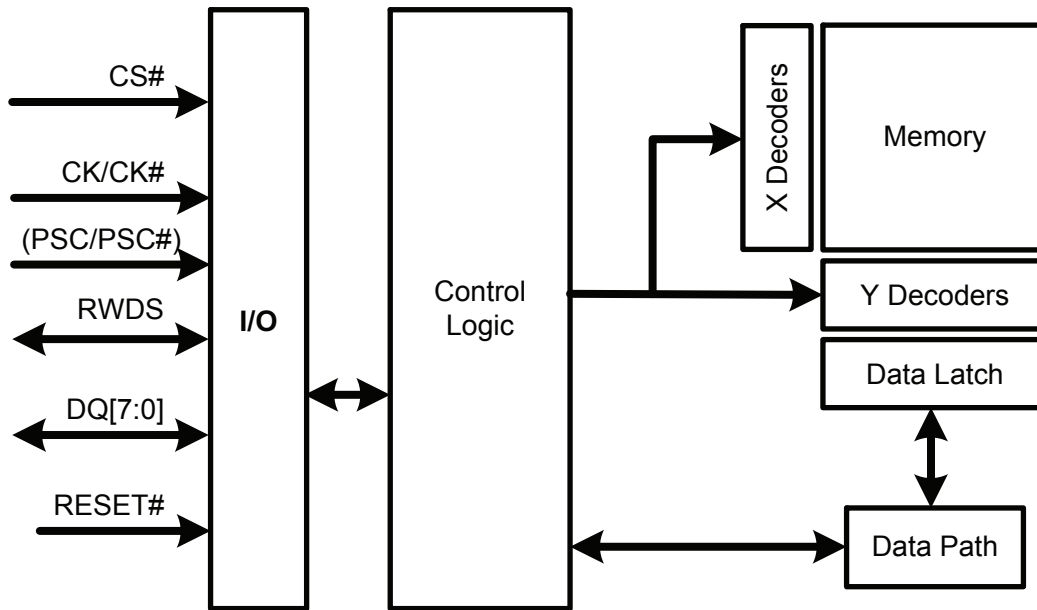 CS#
CK/CK#
(PSC/PSC#)
RWDS
DQ[7:0]
RESET#
I/O
Control
Logic
X Decoders
Memory
Y Decoders
Data Latch
Data Path